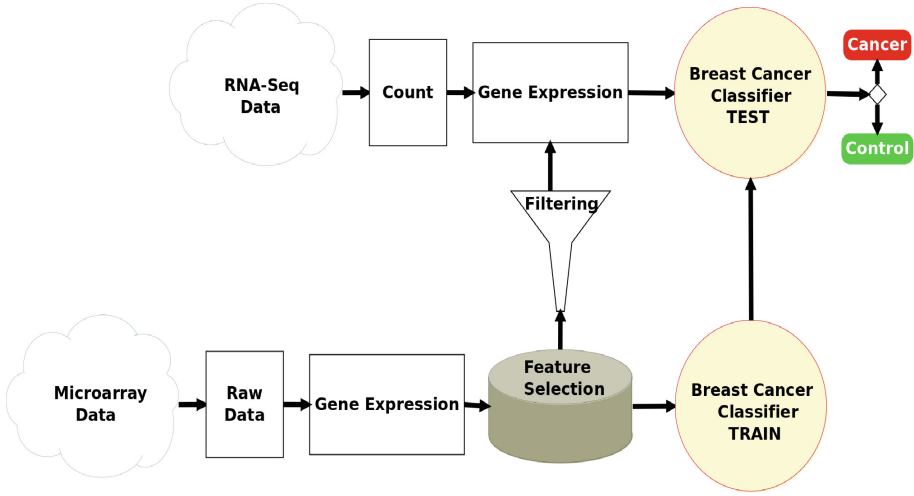 RNA-Seq
Data
Count
Gene Expression
Breast Cancer
Classifier
TEST
Cancer
Control
Filtering
Microarray
Data
Raw
Data
Gene Expression
Feature
Selection
Breast Cancer
Classifier
TRAIN